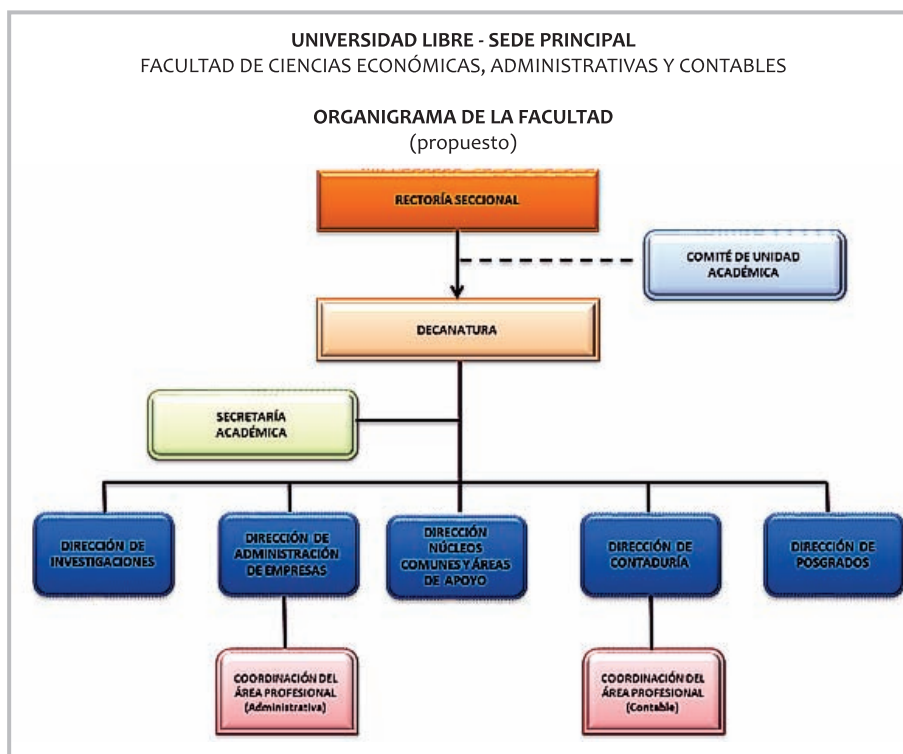 UNIVERSIDAD LIBRE - SEDE PRINCIPAL
FACULTAD DE CIENCIAS ECONÓMICAS, ADMINISTRATIVAS Y CONTABLES
ORGANIGRAMA DE LA FACULTAD
(propuesto)
RECTORÍA SECCIONAL
COMITÉ DE UNIDAD
ACADÉMICA
DECANATURA
SECRETARÍA
ACADÉMICA
DIRECCIÓN DE
INVESTIGACIONES
DIRECCIÓN DE
ADMINISTRACIÓN
DE EMPRESAS
DIRECCIÓN
NÚCLEOS
COMUNES Y ÁREAS
DE APOYO
DIRECCIÓN DE
CONTADURÍA
DIRECCIÓN DE
POSGRADOS
COORDINACIÓN DEL
ÁREA PROFESIONAL
(Administrativa)
COORDINACIÓN DEL
ÁREA PROFESIONAL
(Contable)